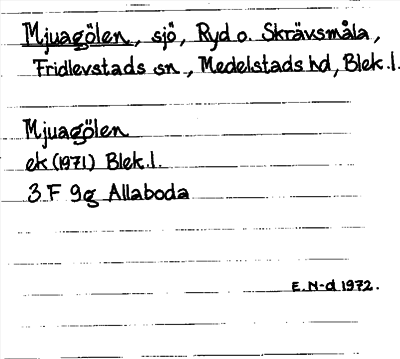 Mjuagölen, sjö, Ryd o. Skrävsmåla,
Fridlevstads sn, Medelstads hd, Blek.l.
Mjuagölen
ek (1971) Blek.l.
3 F 9g Allaboda
E. N-d 1972.